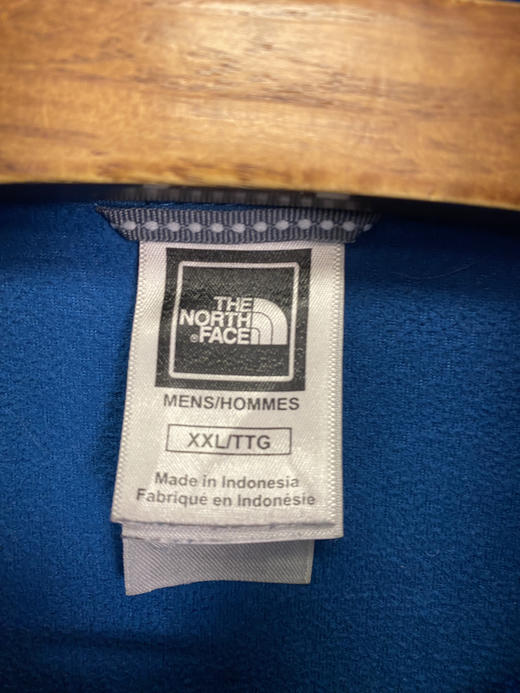 THE
NORTH
®FACE
MENS/HOMMES
XXL/TTG
Made in Indonesia
Fabriqué en Indonésie